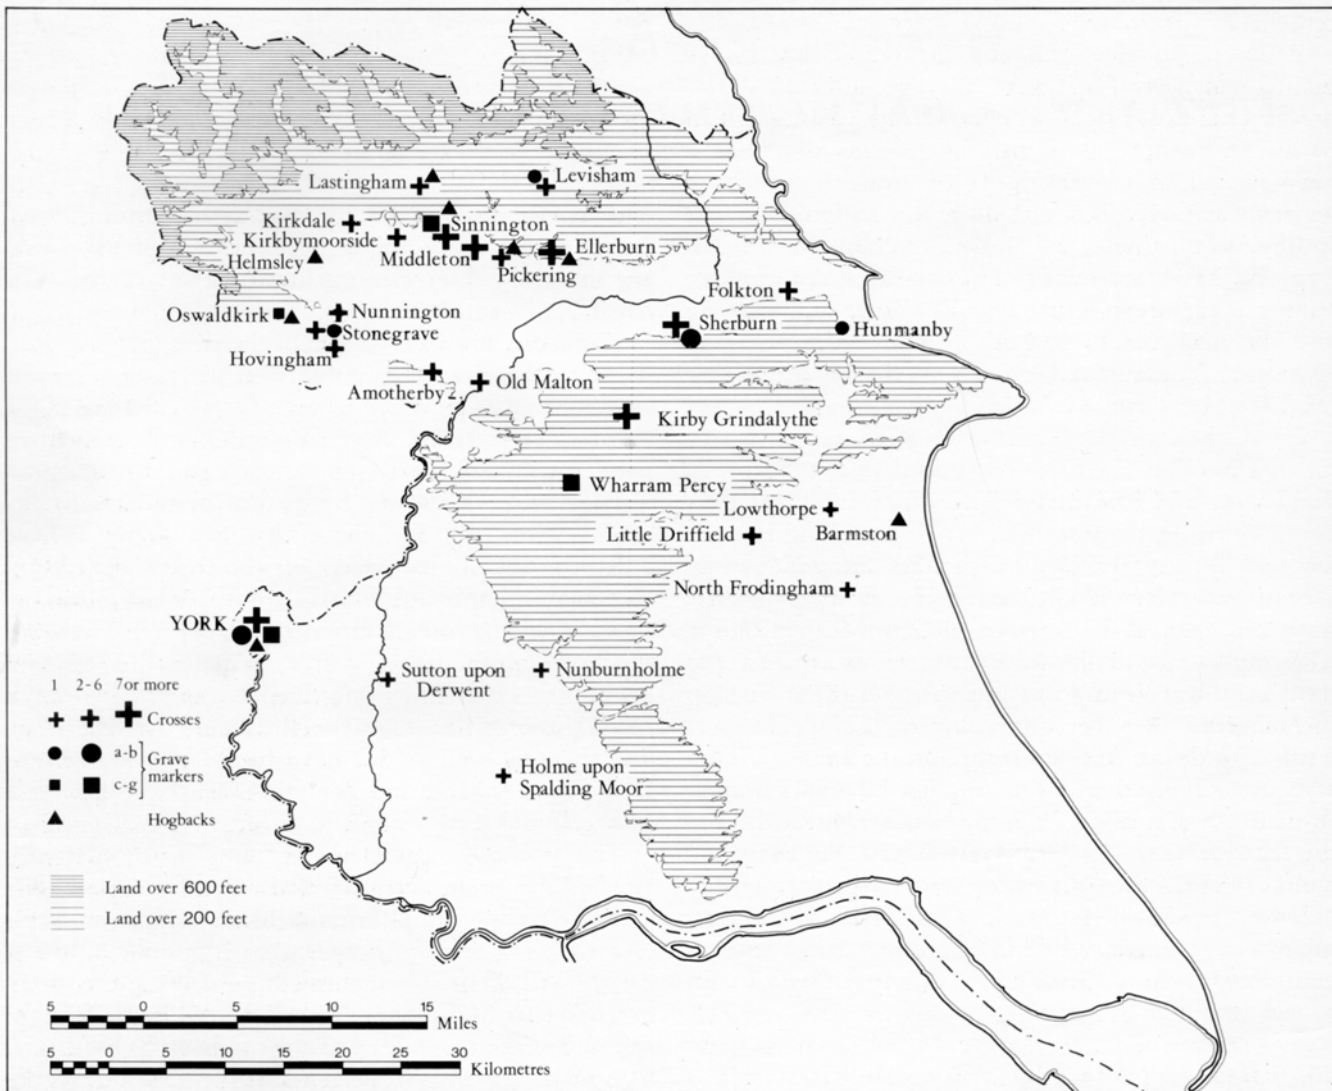 Lastingham
Levisham
Kirkdale
Sinnington
Kirkbymoorside
Ellerburn
Helmsley
Middleton
Pickering
Folkton
Oswaldkirk
Nunnington
Sherburn
Hunmanby
Stonegrave
Hovingham
Old Malton
Amotherby 2
Kirby Grindalythe
Wharram Percy
Lowthorpe
Barmston
Little Driffield
North Frodingham
YORK
Sutton upon
Derwent
Nunburnholme
Holme upon
Spalding Moor
1 2-6 7 or more
Crosses
a-b
Grave
markers
c-g
Hogbacks
Land over 600 feet
Land over 200 feet
5 0 5 10 15
Miles
5 0 5 10 15 20 25 30
Kilometres